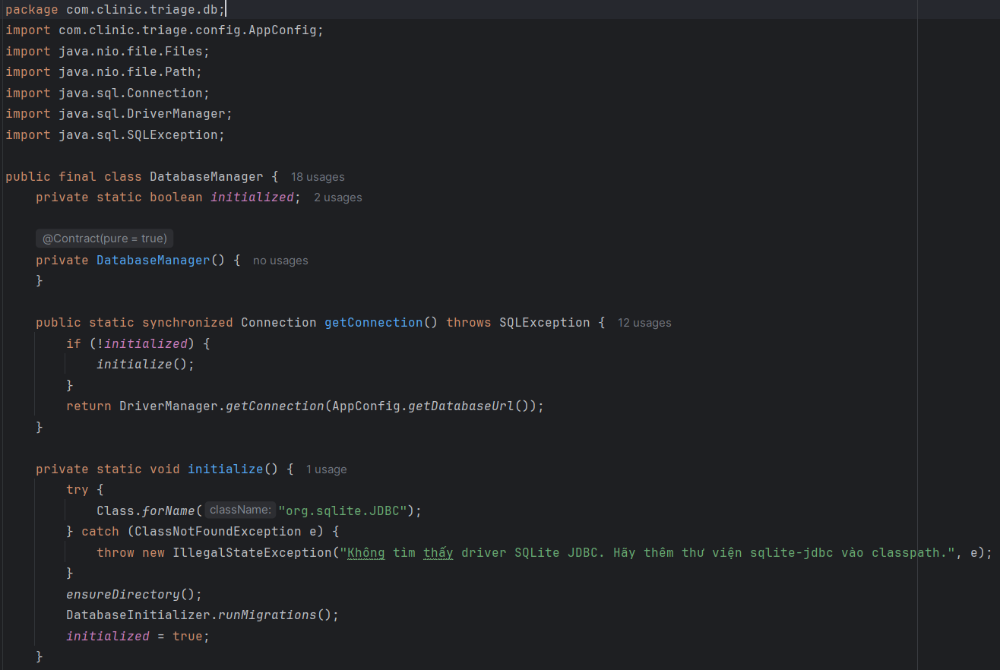 package com.clinic.triage.db;
import com.clinic.triage.config.AppConfig;
import java.nio.file.Files;
import java.nio.file.Path;
import java.sql.Connection;
import java.sql.DriverManager;
import java.sql.SQLException;
public final class DatabaseManager { 18 usages
private static boolean initialized; 2 usages
@Contract(pure = true)
private DatabaseManager() { no usages
}
public static synchronized Connection getConnection() throws SQLException { 12 usages
if (!initialized) {
initialize();
}
return DriverManager.getConnection(AppConfig.getDatabaseUrl());
}
private static void initialize() { 1 usage
try {
Class.forName( className: "org.sqlite.JDBC");
} catch (ClassNotFoundException e) {
throw new IllegalStateException("Không tìm thấy driver SQLite JDBC. Hãy thêm thư viện sqlite-jdbc vào classpath.", e);
}
ensureDirectory();
DatabaseInitializer.runMigrations();
initialized = true;
}